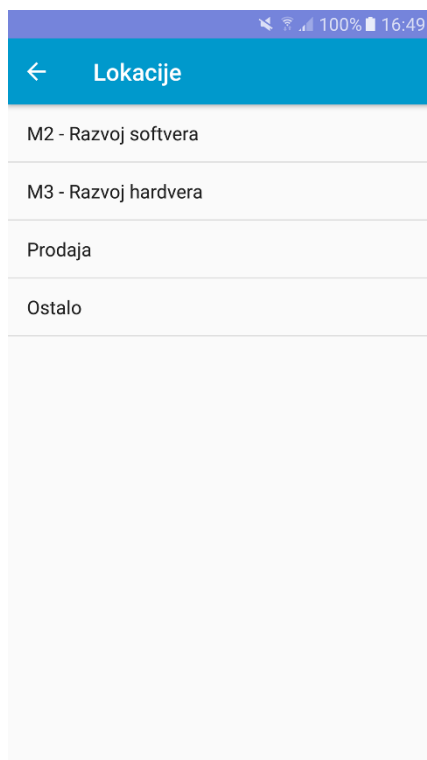 100% 16:49
Lokacije
M2 - Razvoj softvera
M3 - Razvoj hardvera
Prodaja
Ostalo